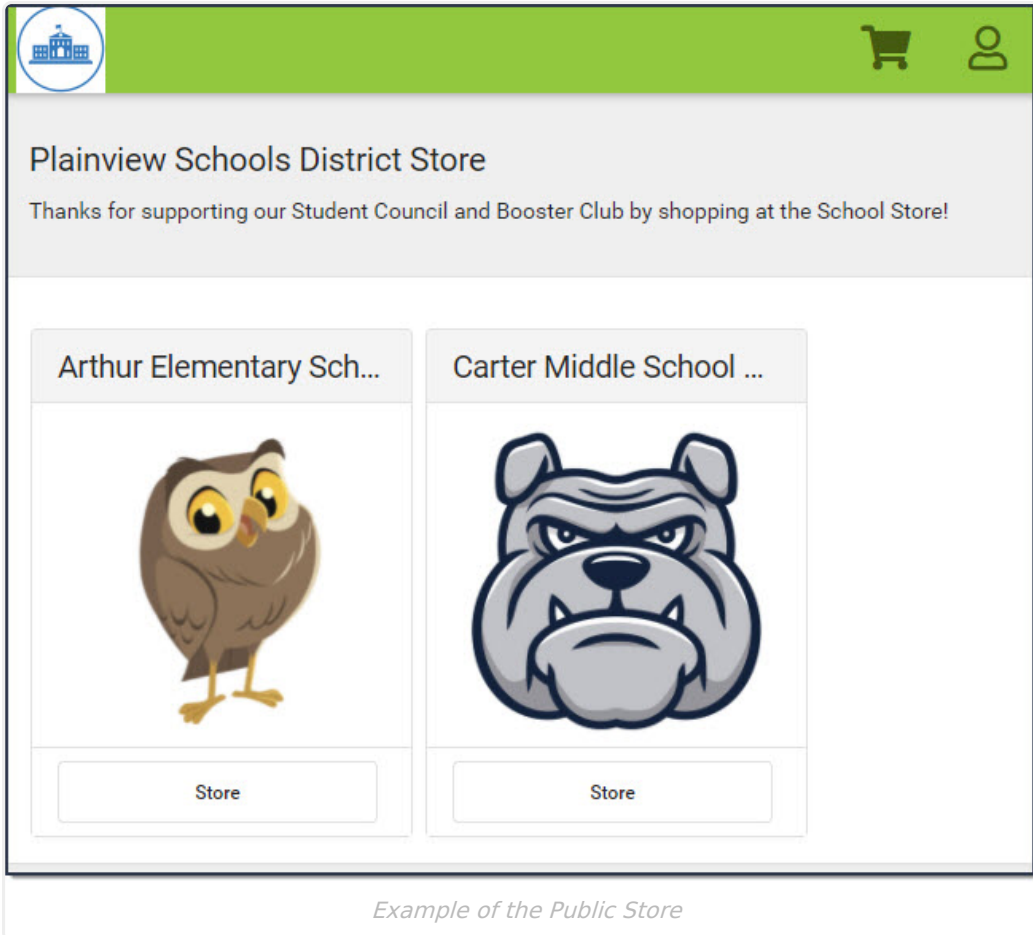 Plainview Schools District Store
Thanks for supporting our Student Council and Booster Club by shopping at the School Store!
Arthur Elementary Sch...
Carter Middle School ...
Store
Store
Example of the Public Store